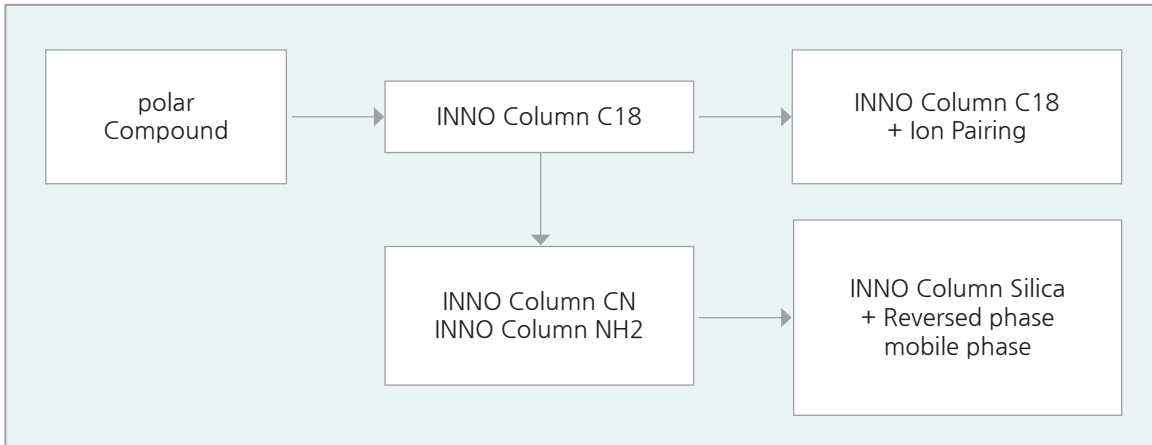 polar
Compound
INNO Column C18
INNO Column C18
+ Ion Pairing
INNO Column CN
INNO Column NH2
INNO Column Silica
+ Reversed phase
mobile phase